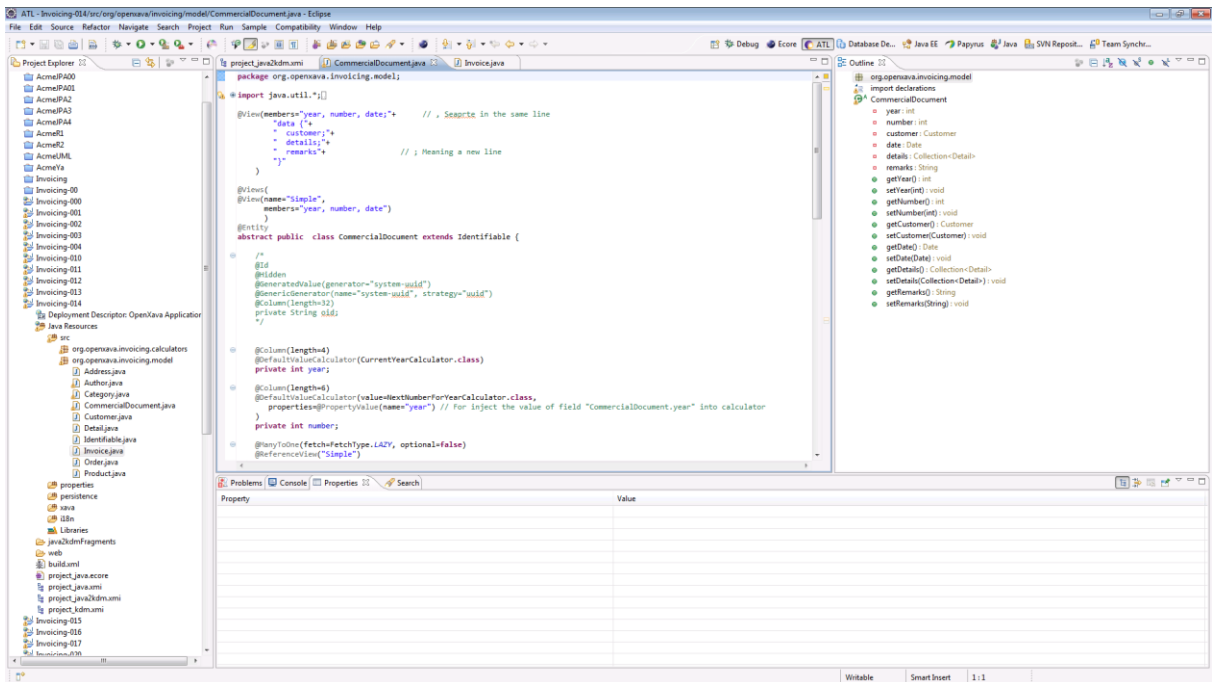 ATL - Invoicing-014/src/org/openxava/invoicing/model/CommercialDocument.java - Eclipse
File Edit Source Refactor Navigate Search Project Run Sample Compatibility Window Help
Debug Ecore ATL Database De... Java EE Papyrus Java SVN Reposit... Team Synchr...
Project Explorer
AcmeJPA00
AcmeJPA01
AcmeJPA2
AcmeJPA3
AcmeJPA4
AcmeR1
AcmeR2
AcmeUML
AcmeYa
Invoicing
Invoicing-00
Invoicing-000
Invoicing-001
Invoicing-002
Invoicing-003
Invoicing-004
Invoicing-010
Invoicing-011
Invoicing-012
Invoicing-013
Invoicing-014
Deployment Descriptor: OpenXava Application
Java Resources
src
org.openxava.invoicing.calculators
org.openxava.invoicing.model
Address.java
Author.java
Category.java
CommercialDocument.java
Customer.java
Detail.java
Identifiable.java
Invoice.java
Order.java
Product.java
properties
persistence
xava
i18n
Libraries
java2kdmFragments
web
build.xml
project_java.ecore
project_java.xmi
project_java2kdm.xmi
project_kdm.xmi
Invoicing-015
Invoicing-016
Invoicing-017
Invoicing-020
project_java2kdm.xmi CommercialDocument.java Invoice.java
package org.openxava.invoicing.model;
import java.util.*;
@View(members="year, number, date;"+ // , Seaprte in the same line
"data {"+
" customer;"+
" details;"+
" remarks"+ // ; Meaning a new line
"}"
)
@Views(
@View(name="Simple",
members="year, number, date")
)
@Entity
abstract public class CommercialDocument extends Identifiable {
/*
@Id
@Hidden
@GeneratedValue(generator="system-uuid")
@GenericGenerator(name="system-uuid", strategy="uuid")
@Column(length=32)
private String oid;
*/
@Column(length=4)
@DefaultValueCalculator(CurrentYearCalculator.class)
private int year;
@Column(length=6)
@DefaultValueCalculator(value=NextNumberForYearCalculator.class,
properties=@PropertyValue(name="year") // For inject the value of field "CommercialDocument.year" into calculator
)
private int number;
@ManyToOne(fetch=FetchType.LAZY, optional=false)
@ReferenceView("Simple")
Outline
org.openxava.invoicing.model
import declarations
CommercialDocument
year : int
number : int
customer : Customer
date : Date
details : Collection<Detail>
remarks : String
getYear() : int
setYear(int) : void
getNumber() : int
setNumber(int) : void
getCustomer() : Customer
setCustomer(Customer) : void
getDate() : Date
setDate(Date) : void
getDetails() : Collection<Detail>
setDetails(Collection<Detail>) : void
getRemarks() : String
setRemarks(String) : void
Problems Console Properties Search
Property Value
Writable Smart Insert 1 : 1